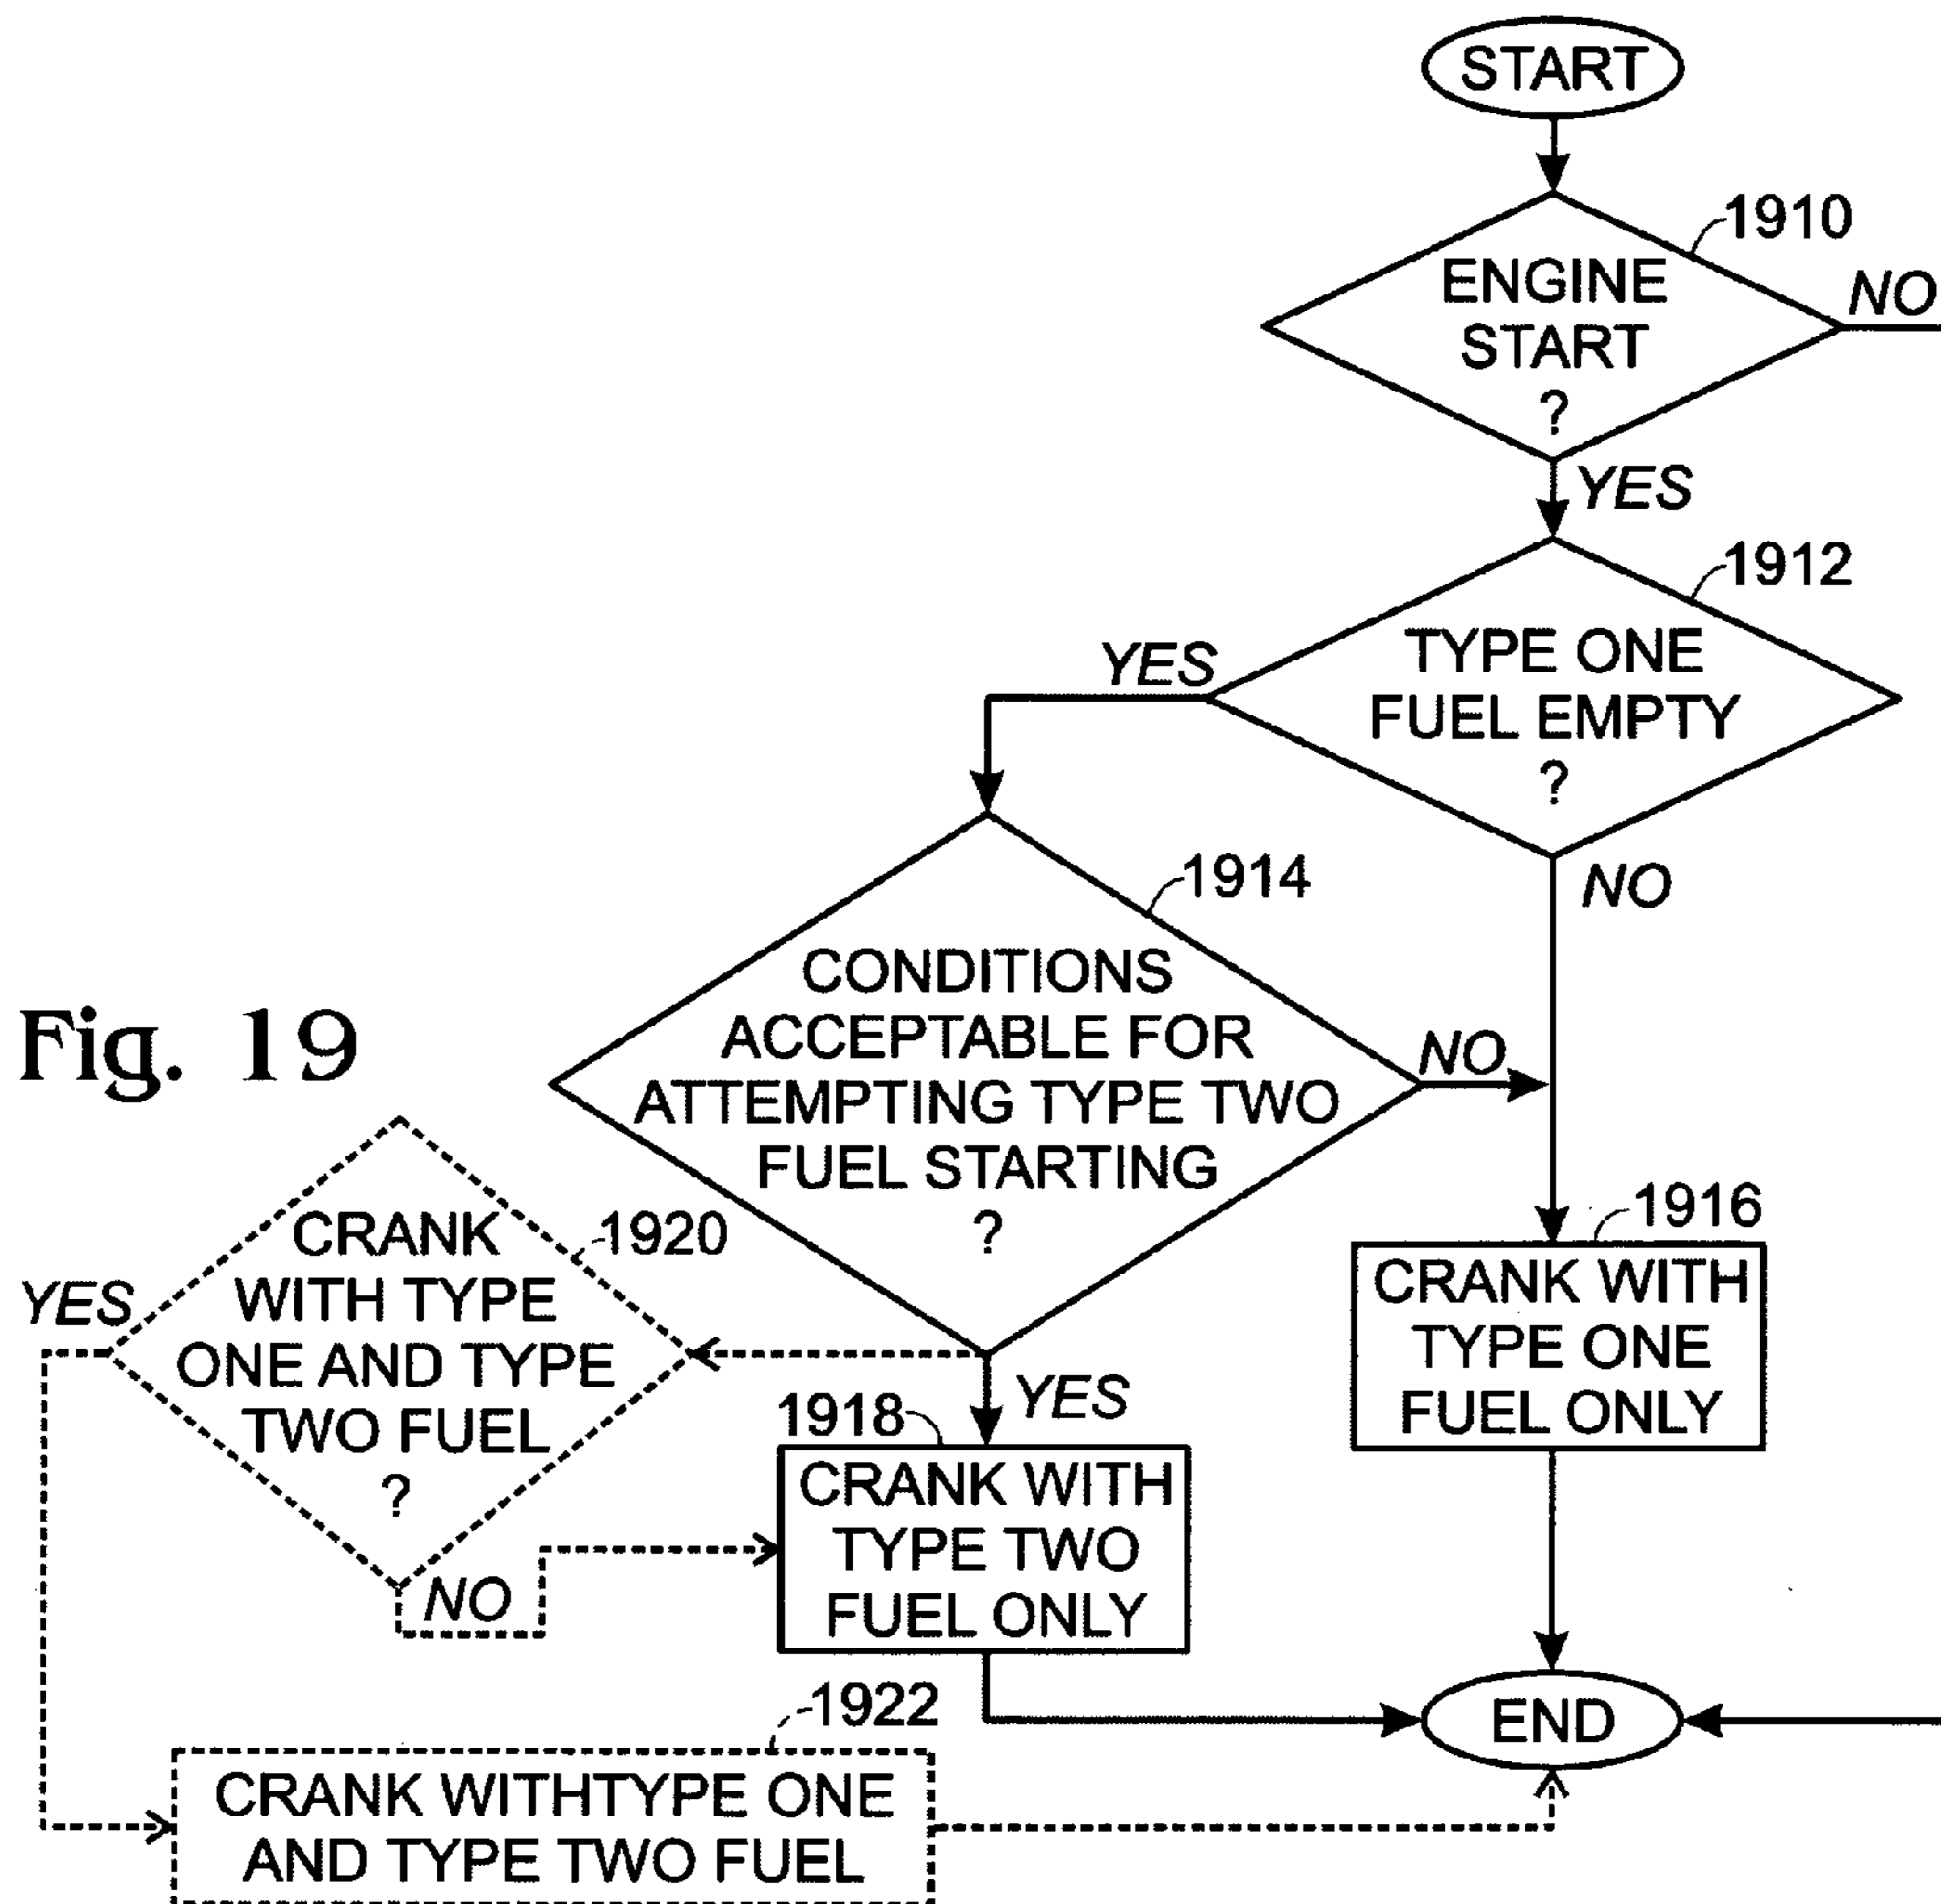 START
1910
ENGINE
START
?
NO
YES
1912
TYPE ONE
FUEL EMPTY
?
YES
NO
1914
CONDITIONS
ACCEPTABLE FOR
ATTEMPTING TYPE TWO
FUEL STARTING
?
NO
Fig. 19
1920
CRANK
WITH TYPE
ONE AND TYPE
TWO FUEL
?
YES
NO
YES
1916
CRANK WITH
TYPE ONE
FUEL ONLY
1918
CRANK WITH
TYPE TWO
FUEL ONLY
1922
CRANK WITHTYPE ONE
AND TYPE TWO FUEL
END